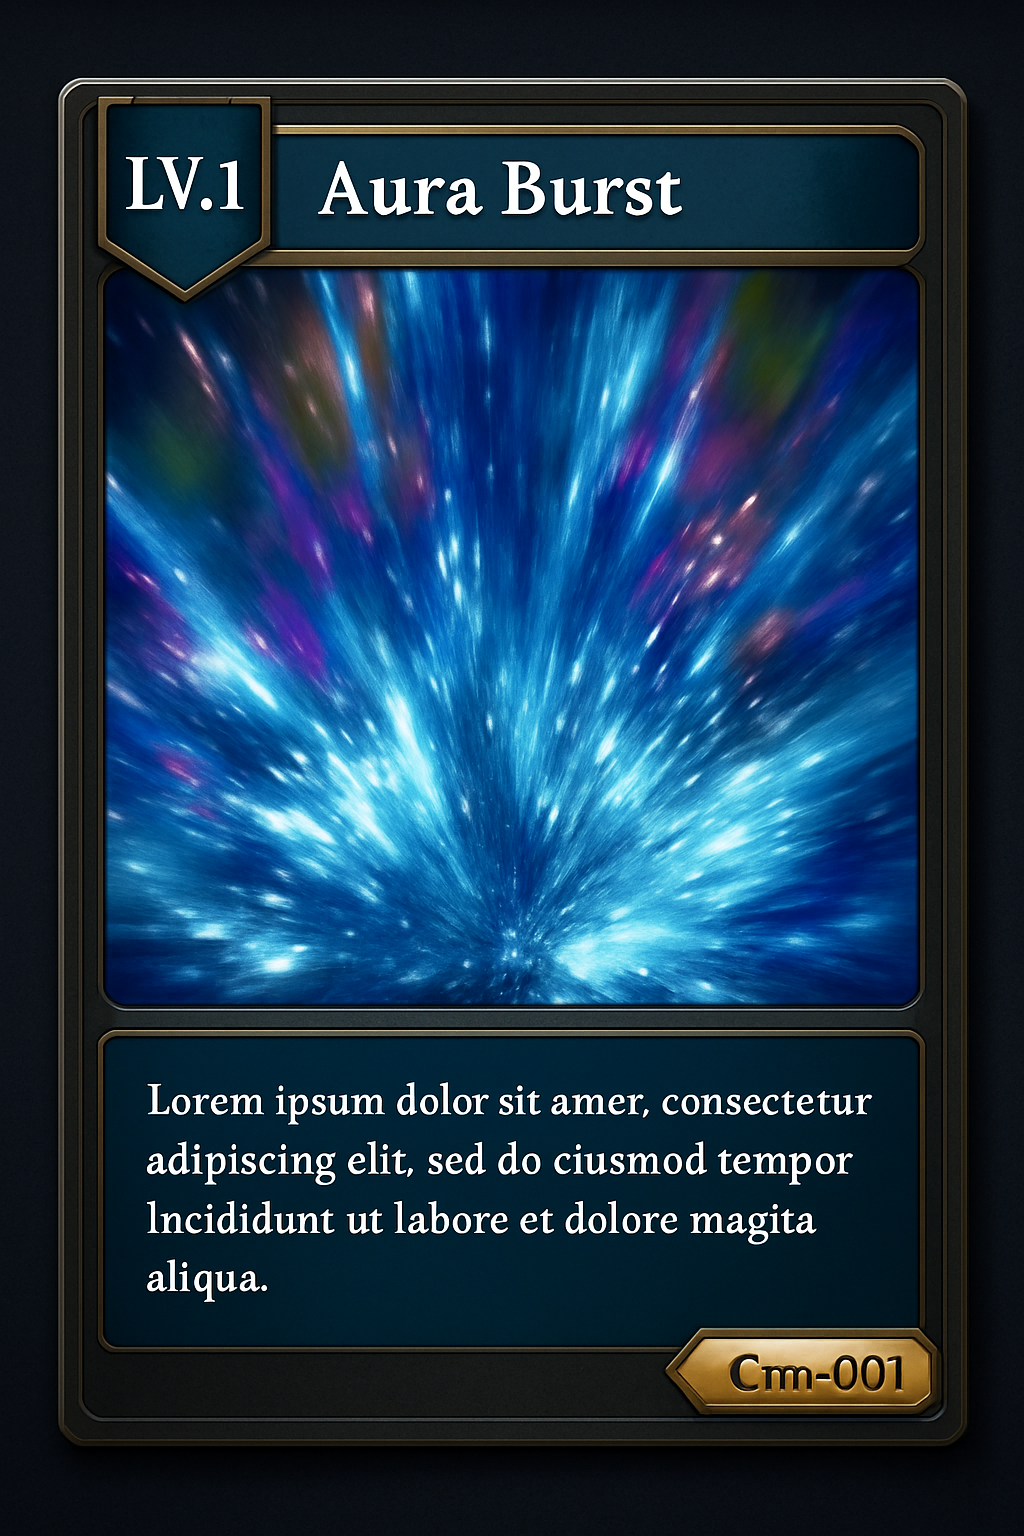 LV.1
Aura Burst
Lorem ipsum dolor sit amer, consectetur
adipiscing elit, sed do ciusmod tempor
lncididunt ut labore et dolore magita
aliqua.
Crm-001